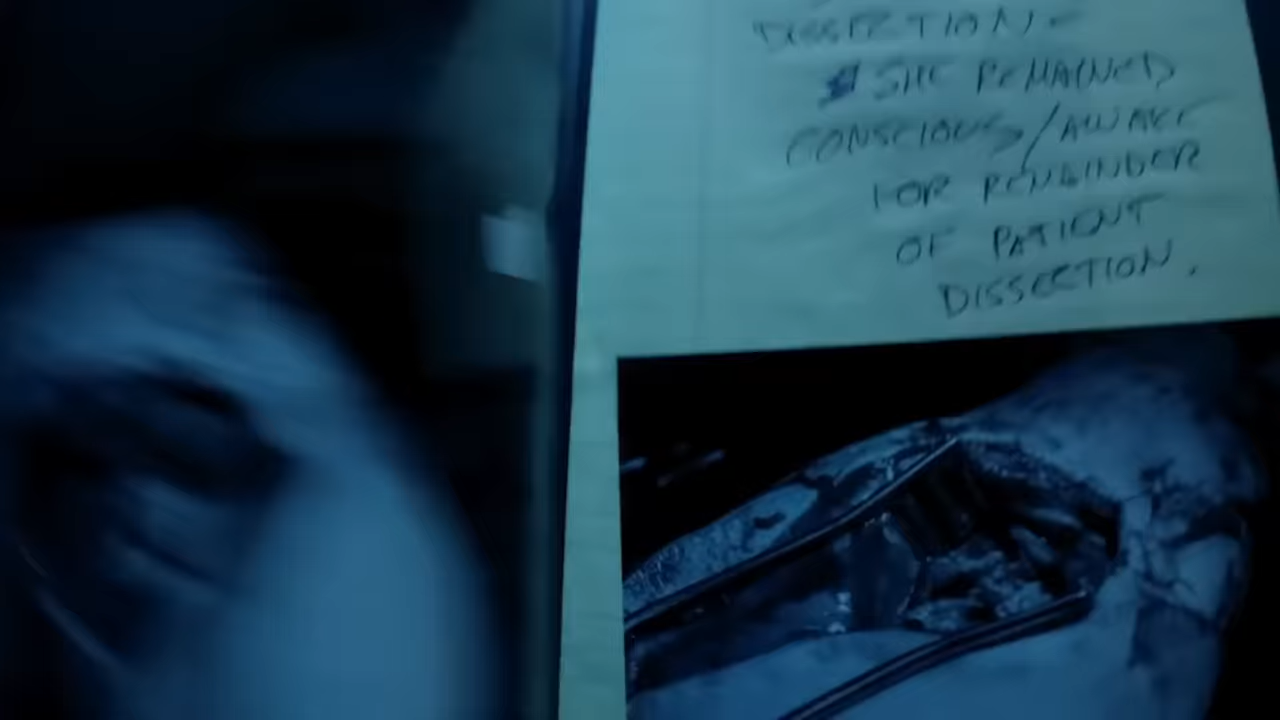 DISSECTION -
SHE REMAINED
CONSCIOUS/AWAKE
FOR REMAINDER
OF PATIENT
DISSECTION.